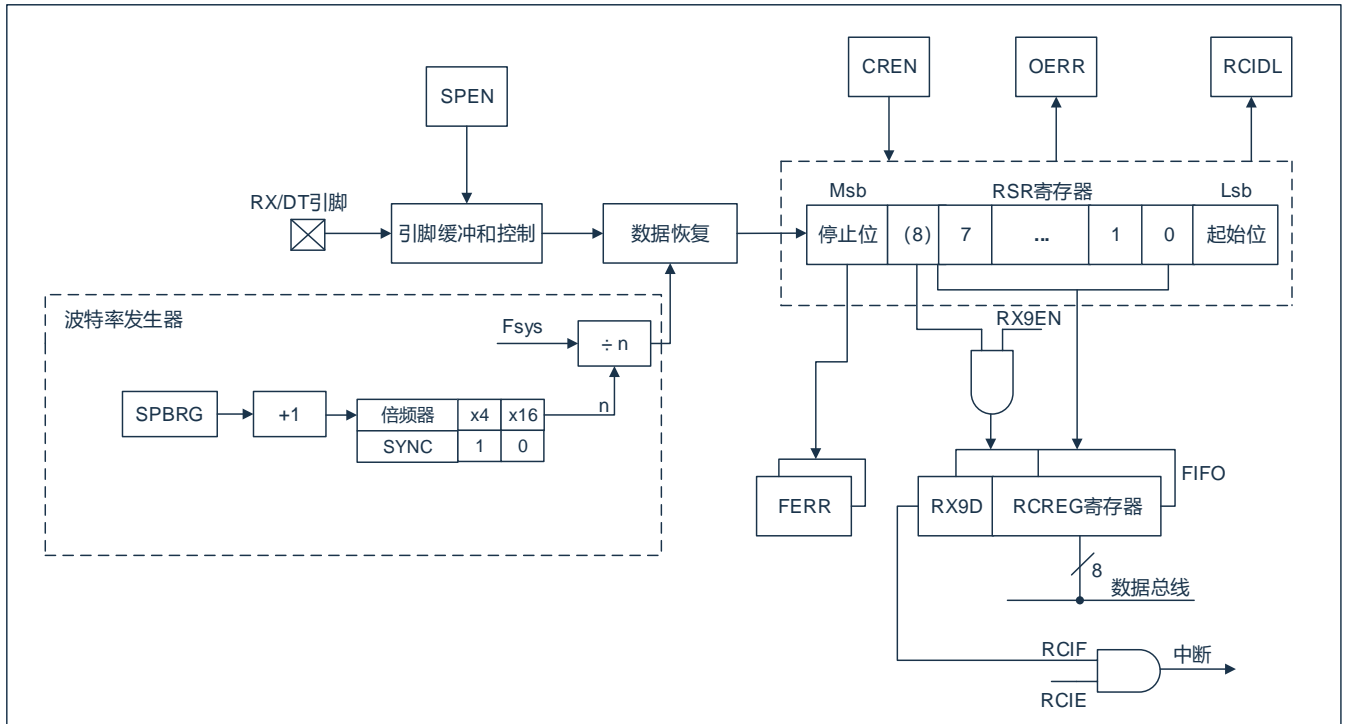 CREN
OERR
RCIDL
SPEN
Msb
RSR寄存器
Lsb
RX/DT引脚
引脚缓冲和控制
数据恢复
停止位
(8)
7
...
1
0
起始位
波特率发生器
Fsys
÷ n
RX9EN
SPBRG
+1
倍频器
x4
x16
n
SYNC
1
0
FIFO
FERR
RX9D
RCREG寄存器
8
数据总线
RCIF
中断
RCIE